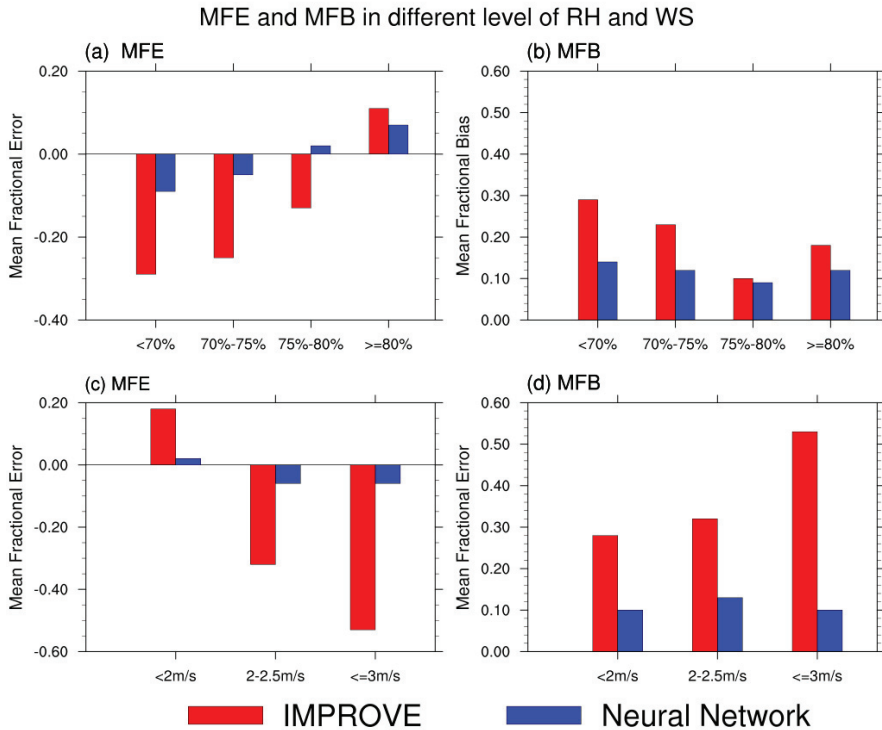 MFE and MFB in different level of RH and WS
(a) MFE
Mean Fractional Error
0.20
0.00
-0.20
-0.40
<70% 70%-75% 75%-80% >=80%
(b) MFB
Mean Fractional Bias
0.60
0.50
0.40
0.30
0.20
0.10
0.00
<70% 70%-75% 75%-80% >=80%
(c) MFE
Mean Fractional Error
0.20
0.00
-0.20
-0.40
-0.60
<2m/s 2-2.5m/s <=3m/s
(d) MFB
Mean Fractional Error
0.60
0.50
0.40
0.30
0.20
0.10
0.00
<2m/s 2-2.5m/s <=3m/s
IMPROVE Neural Network